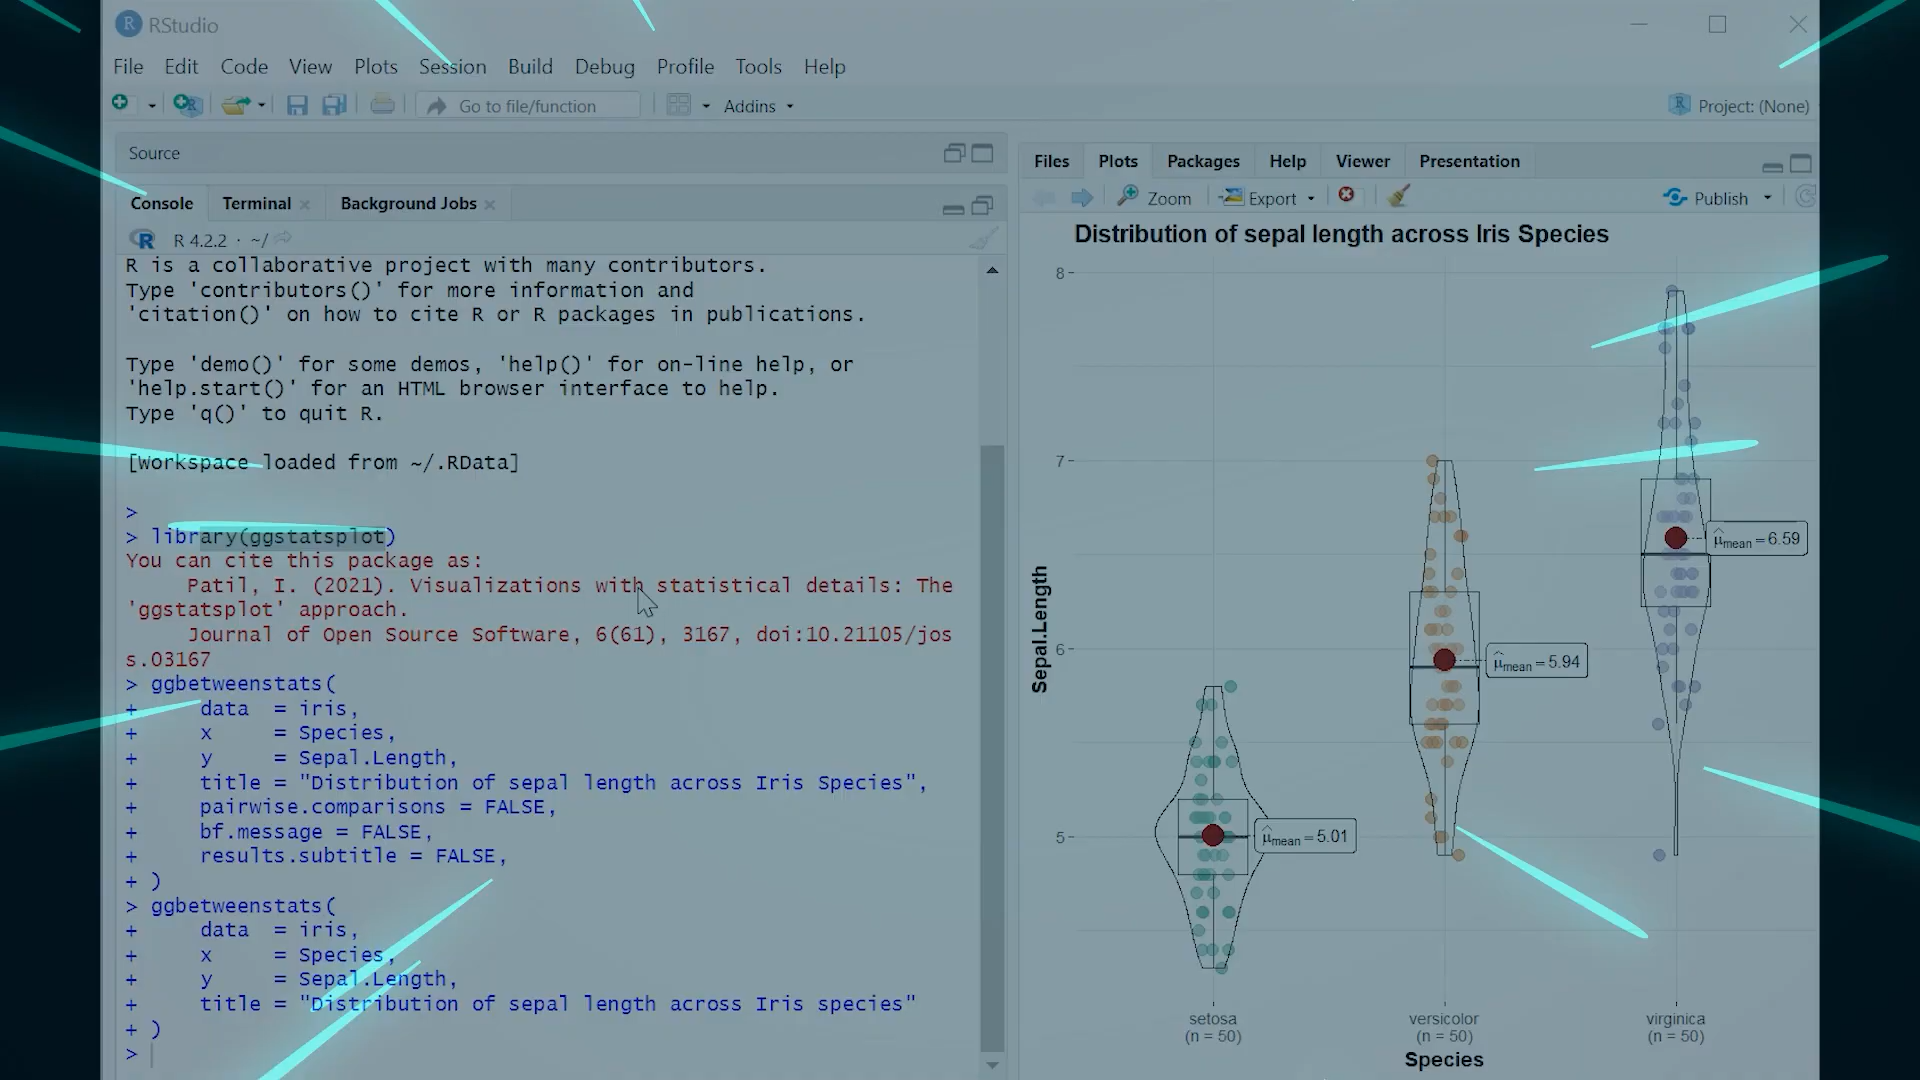 RStudio
File Edit Code View Plots Session Build Debug Profile Tools Help
Go to file/function Addins Project: (None)
Source
Console Terminal Background Jobs
R 4.2.2 · ~/
R is a collaborative project with many contributors.
Type 'contributors()' for more information and
'citation()' on how to cite R or R packages in publications.
Type 'demo()' for some demos, 'help()' for on-line help, or
'help.start()' for an HTML browser interface to help.
Type 'q()' to quit R.
[Workspace loaded from ~/.RData]
>
> library(ggstatsplot)
You can cite this package as:
Patil, I. (2021). Visualizations with statistical details: The
'ggstatsplot' approach.
Journal of Open Source Software, 6(61), 3167, doi:10.21105/jos
s.03167
> ggbetweenstats(
+ data = iris,
+ x = Species,
+ y = Sepal.Length,
+ title = "Distribution of sepal length across Iris Species",
+ pairwise.comparisons = FALSE,
+ bf.message = FALSE,
+ results.subtitle = FALSE,
+ )
> ggbetweenstats(
+ data = iris,
+ x = Species,
+ y = Sepal.Length,
+ title = "Distribution of sepal length across Iris species"
+ )
>
Files Plots Packages Help Viewer Presentation
Zoom Export Publish
Distribution of sepal length across Iris Species
8
7
6
5
Sepal.Length
μ̂mean = 6.59
μ̂mean = 5.94
μ̂mean = 5.01
setosa
(n = 50)
versicolor
(n = 50)
virginica
(n = 50)
Species